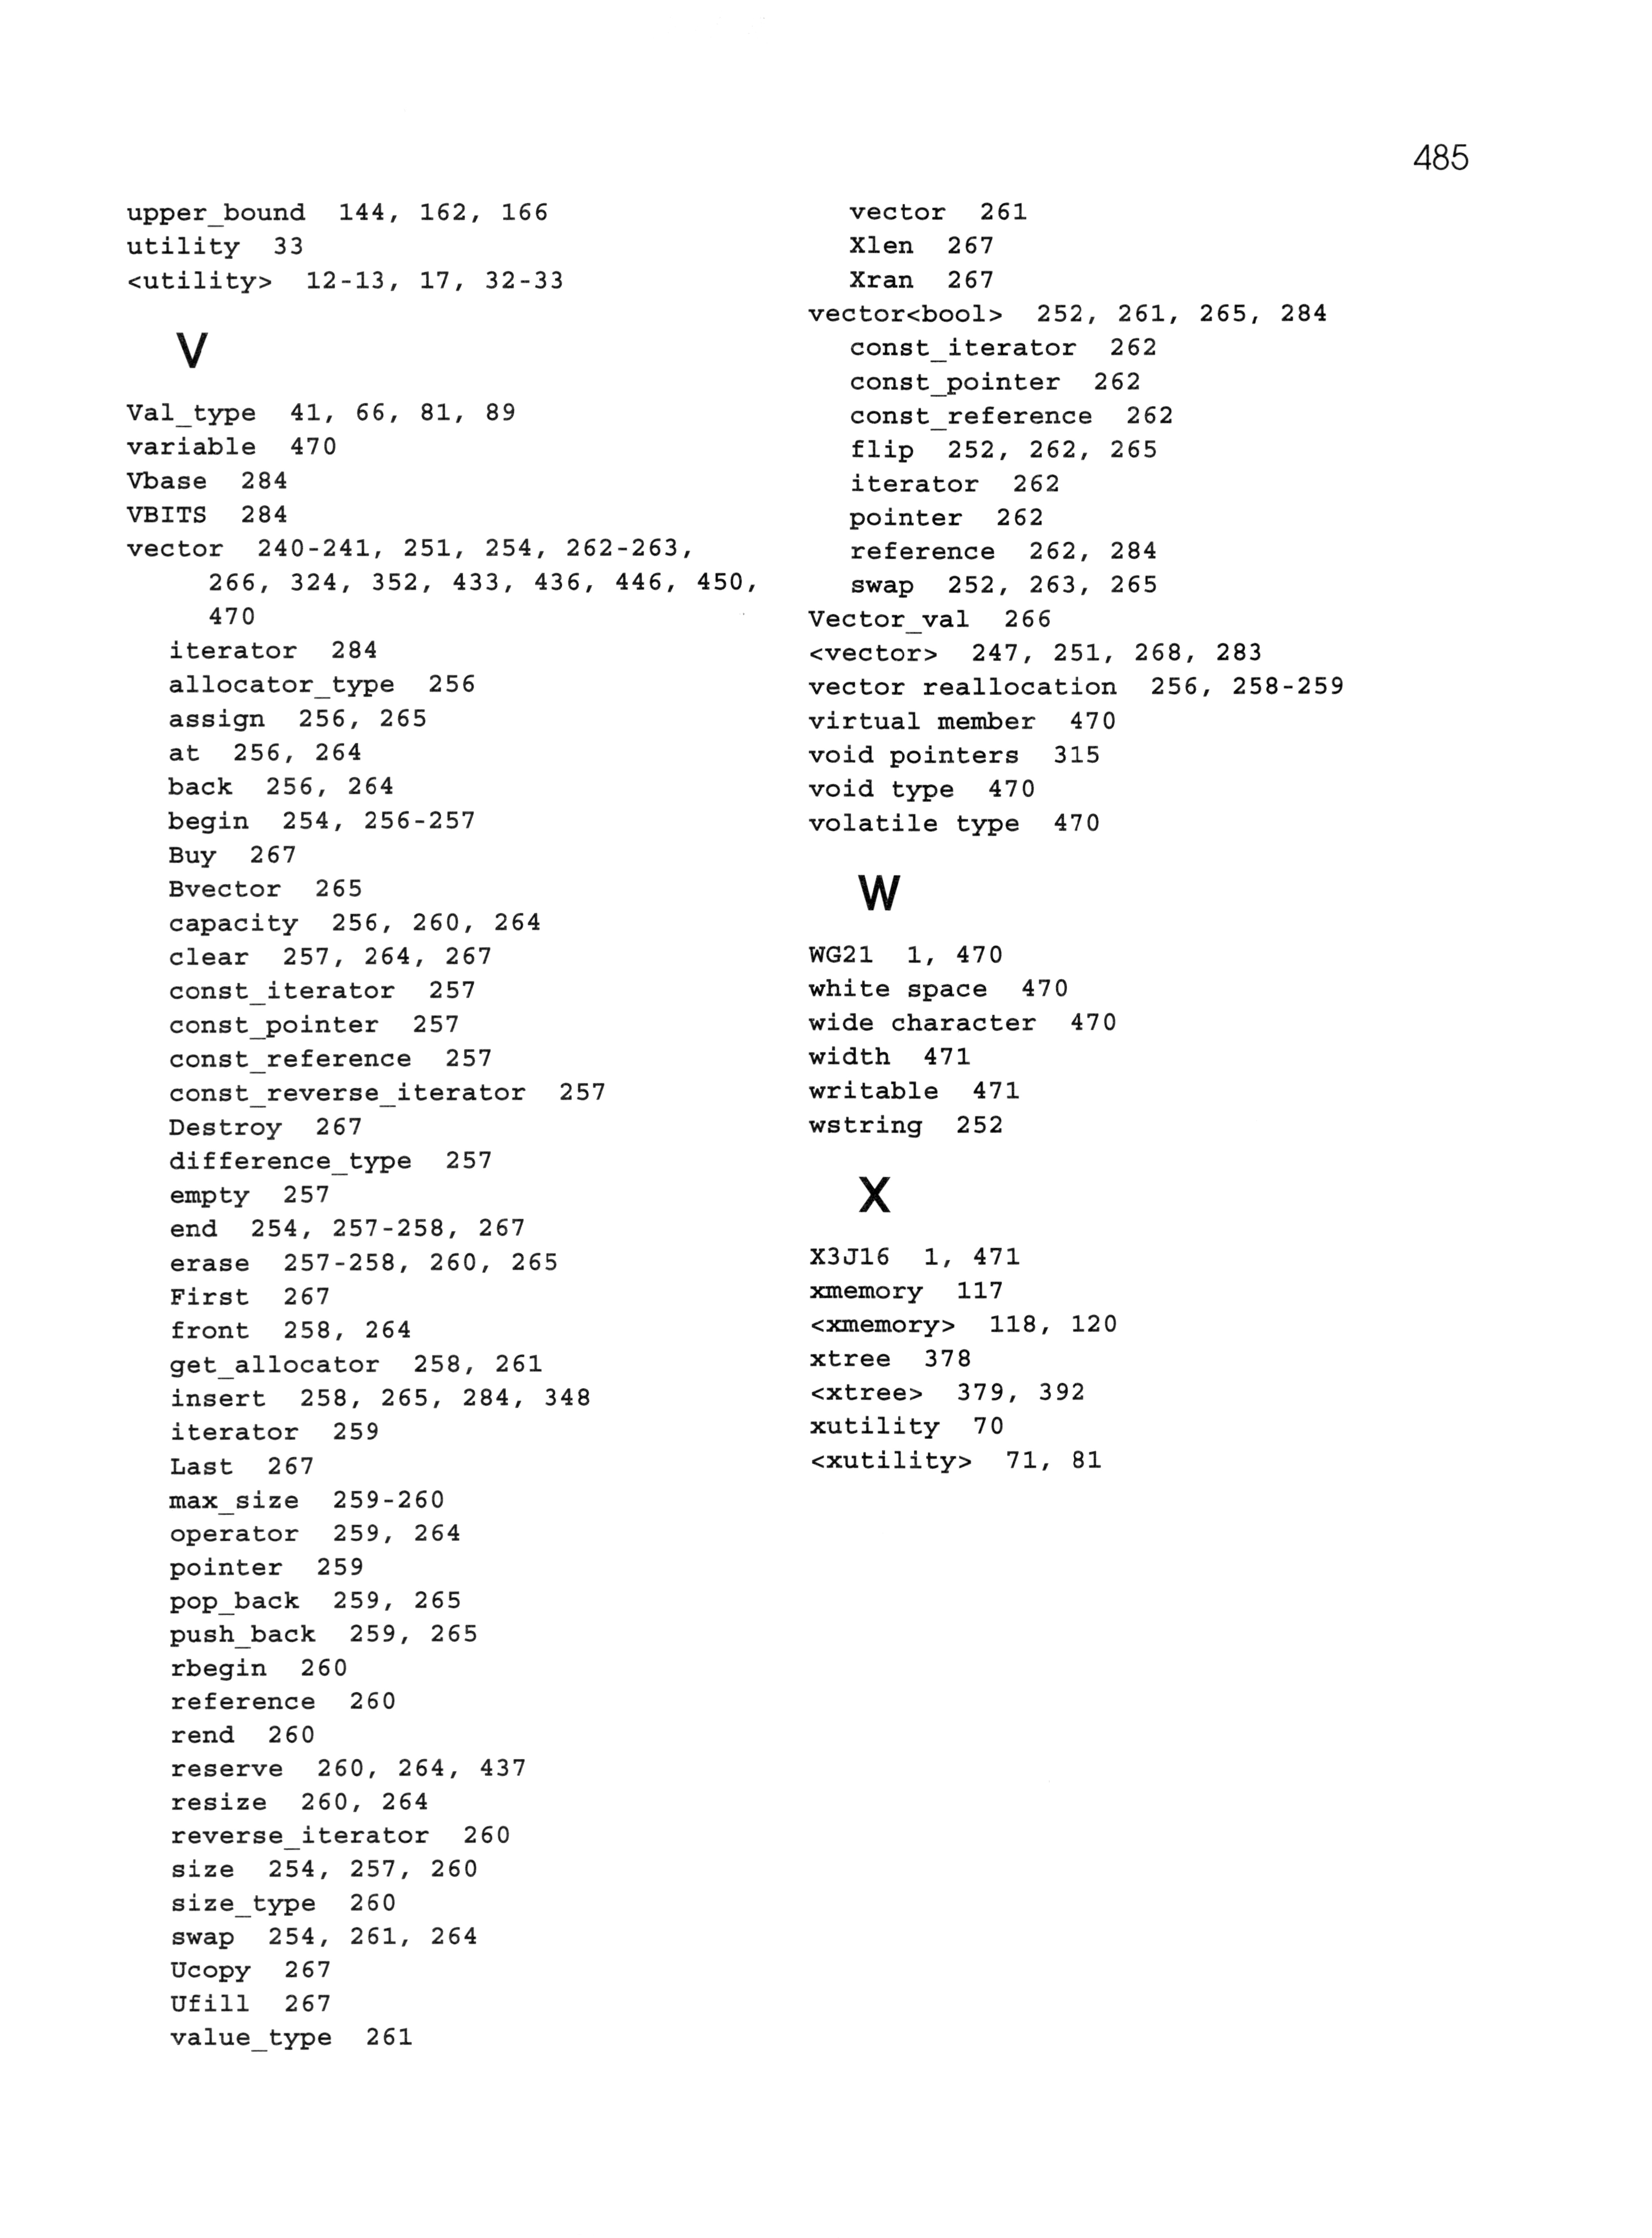 485
upper_bound 144, 162, 166
utility 33
<utility> 12-13, 17, 32-33
V
Val_type 41, 66, 81, 89
variable 470
Vbase 284
VBITS 284
vector 240-241, 251, 254, 262-263,
266, 324, 352, 433, 436, 446, 450,
470
iterator 284
allocator_type 256
assign 256, 265
at 256, 264
back 256, 264
begin 254, 256-257
Buy 267
Bvector 265
capacity 256, 260, 264
clear 257, 264, 267
const_iterator 257
const_pointer 257
const_reference 257
const_reverse_iterator 257
Destroy 267
difference_type 257
empty 257
end 254, 257-258, 267
erase 257-258, 260, 265
First 267
front 258, 264
get_allocator 258, 261
insert 258, 265, 284, 348
iterator 259
Last 267
max_size 259-260
operator 259, 264
pointer 259
pop_back 259, 265
push_back 259, 265
rbegin 260
reference 260
rend 260
reserve 260, 264, 437
resize 260, 264
reverse_iterator 260
size 254, 257, 260
size_type 260
swap 254, 261, 264
Ucopy 267
Ufill 267
value_type 261
vector 261
Xlen 267
Xran 267
vector<bool> 252, 261, 265, 284
const_iterator 262
const_pointer 262
const_reference 262
flip 252, 262, 265
iterator 262
pointer 262
reference 262, 284
swap 252, 263, 265
Vector_val 266
<vector> 247, 251, 268, 283
vector reallocation 256, 258-259
virtual member 470
void pointers 315
void type 470
volatile type 470
W
WG21 1, 470
white space 470
wide character 470
width 471
writable 471
wstring 252
X
X3J16 1, 471
xmemory 117
<xmemory> 118, 120
xtree 378
<xtree> 379, 392
xutility 70
<xutility> 71, 81